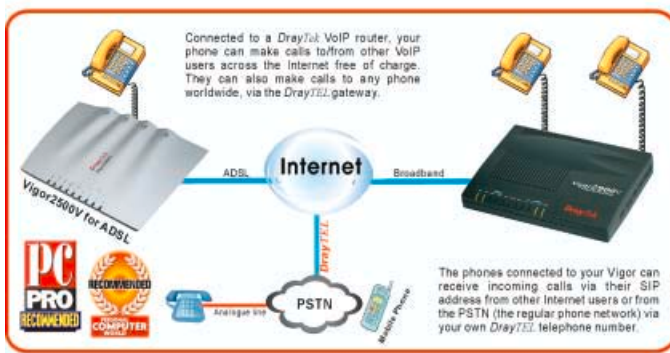 Connected to a DrayTek VoIP router, your
phone can make calls to/from other VoIP
users across the Internet free of charge.
They can also make calls to any phone
worldwide, via the DrayTEL gateway.
DrayTek
Vigor2500V for ADSL
ADSL
Internet
Broadband
DrayTek
DrayTEL
PC
PRO
RECOMMENDED
RECOMMENDED
PERSONAL
COMPUTER
WORLD
Analogue line
PSTN
Mobile Phone
The phones connected to your Vigor can
receive incoming calls via their SIP
address from other Internet users or from
the PSTN (the regular phone network) via
your own DrayTEL telephone number.